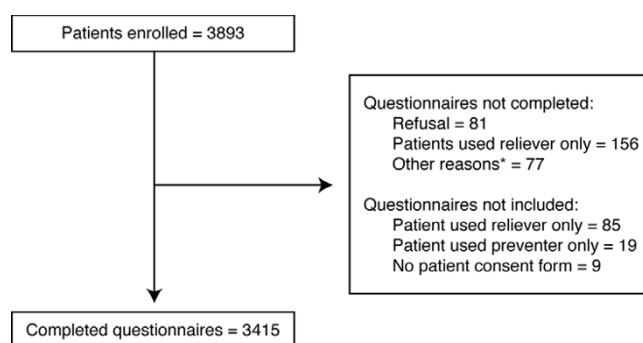 Patients enrolled = 3893
Questionnaires not completed:
Refusal = 81
Patients used reliever only = 156
Other reasons* = 77
Questionnaires not included:
Patient used reliever only = 85
Patient used preventer only = 19
No patient consent form = 9
Completed questionnaires = 3415